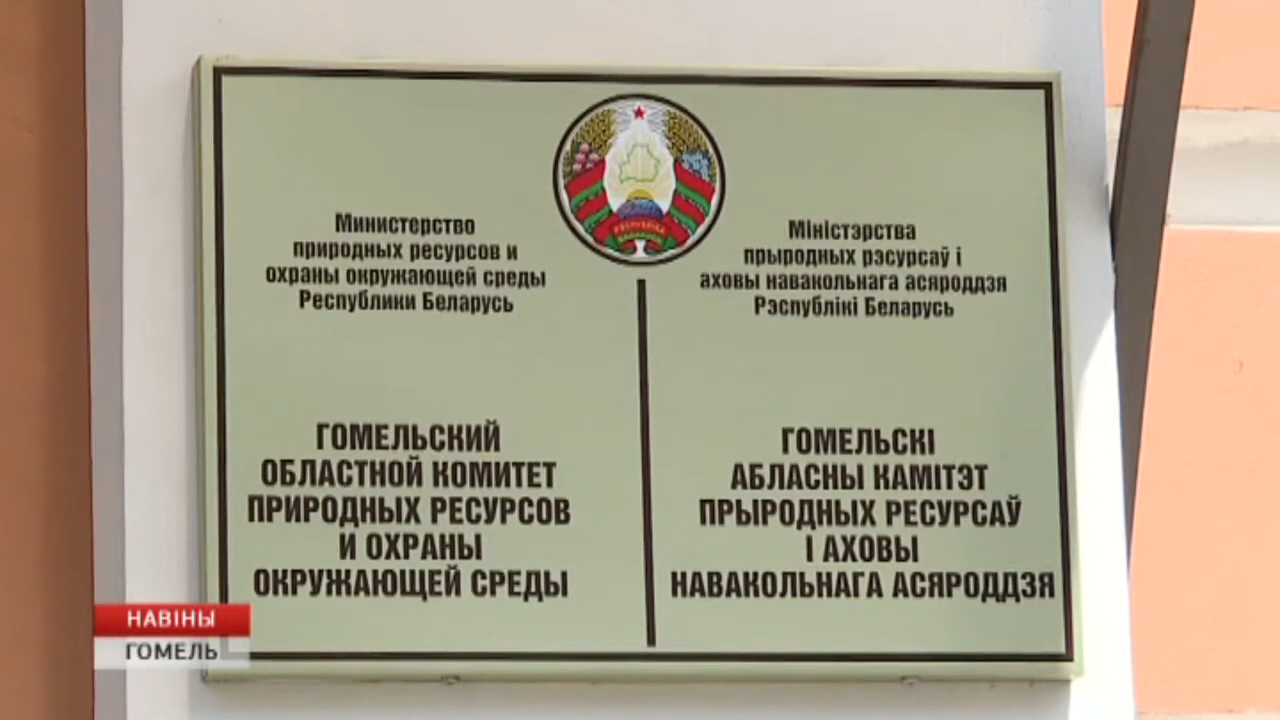 Министерство
природных ресурсов и
охраны окружающей среды
Республики Беларусь
ГОМЕЛЬСКИЙ
ОБЛАСТНОЙ КОМИТЕТ
ПРИРОДНЫХ РЕСУРСОВ
И ОХРАНЫ
ОКРУЖАЮЩЕЙ СРЕДЫ
Міністэрства
прыродных рэсурсаў і
аховы навакольнага асяроддзя
Рэспублікі Беларусь
ГОМЕЛЬСКІ
АБЛАСНЫ КАМІТЭТ
ПРЫРОДНЫХ РЕСУРСАЎ
І АХОВЫ
НАВАКОЛЬНАГА АСЯРОДДЗЯ
НАВІНЫ
ГОМЕЛЬ